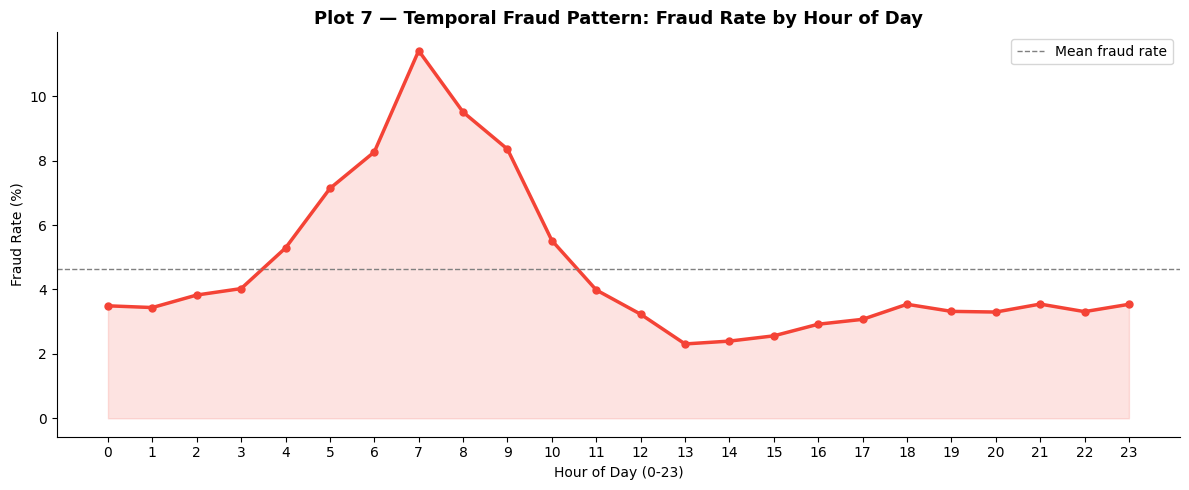 Plot 7 — Temporal Fraud Pattern: Fraud Rate by Hour of Day
Mean fraud rate
Fraud Rate (%)
10
8
6
4
2
0
0 1 2 3 4 5 6 7 8 9 10 11 12 13 14 15 16 17 18 19 20 21 22 23
Hour of Day (0-23)